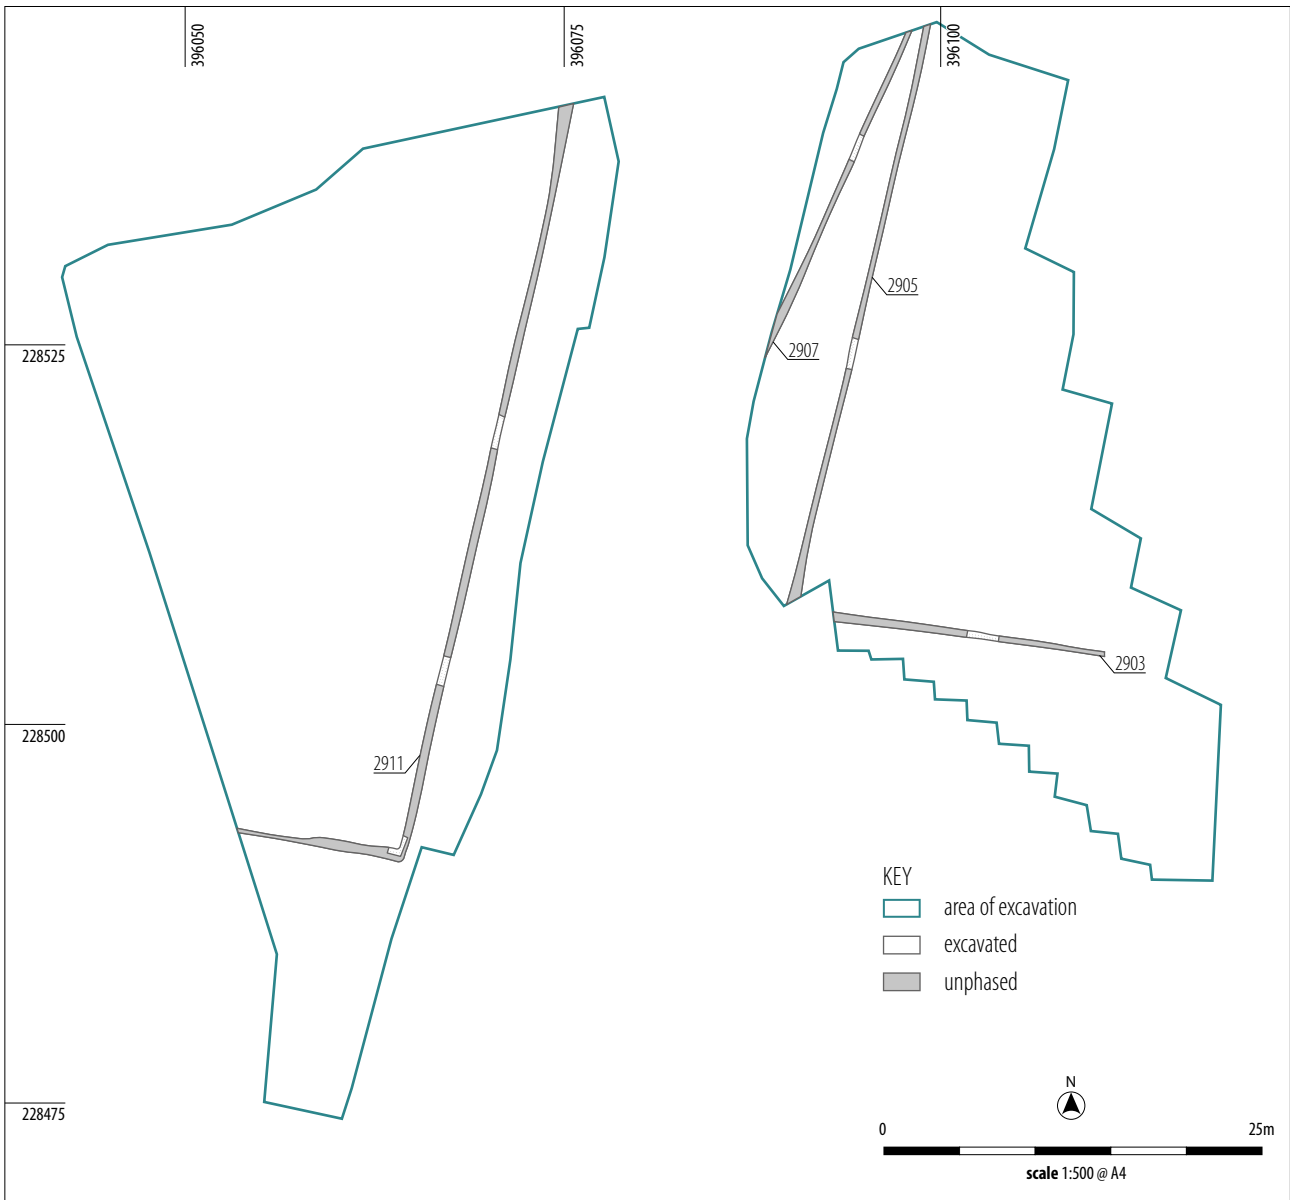 396050
396075
396100
2905
228525
2907
2903
228500
2911
KEY
area of excavation
excavated
unphased
228475
N
0 25m
scale 1:500 @ A4